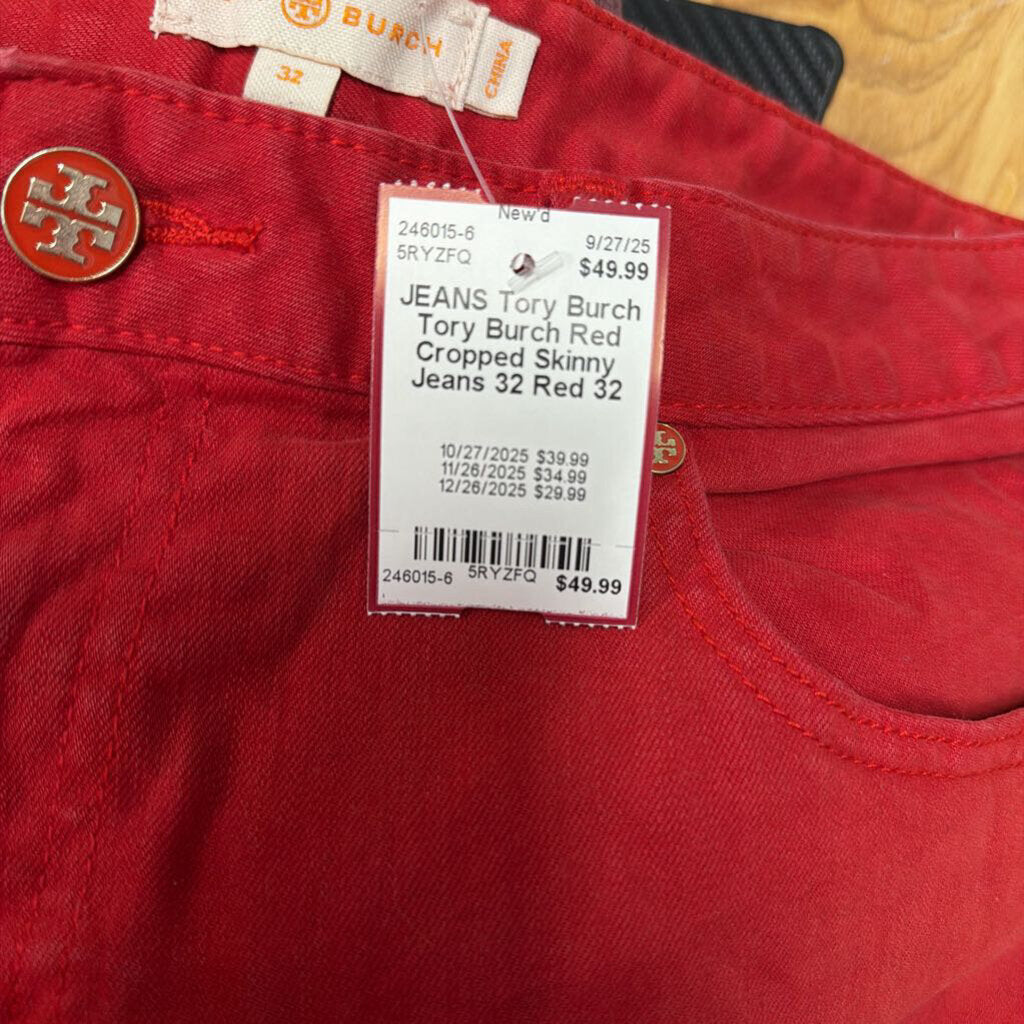 BURCH
CHINA
32
New'd
246015-6 9/27/25
5RYZFQ $49.99
JEANS Tory Burch
Tory Burch Red
Cropped Skinny
Jeans 32 Red 32
10/27/2025 $39.99
11/26/2025 $34.99
12/26/2025 $29.99
246015-6 5RYZFQ $49.99